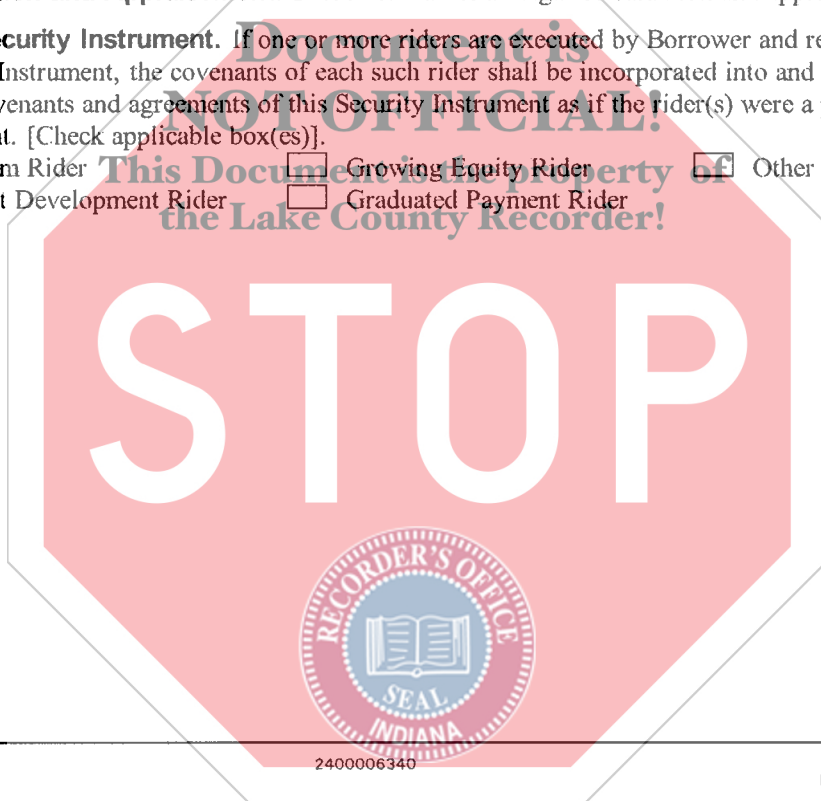 Document is
ecurity Instrument. If one or more riders are executed by Borrower and re
Instrument, the covenants of each such rider shall be incorporated into and
venants and agreements of this Security Instrument as if the rider(s) were a
NOT OFFICIAL!
t. [Check applicable box(es)].
m Rider
Growing Equity Rider
Other
This Document is the property of
t Development Rider
Graduated Payment Rider
the Lake County Recorder!
STOP
RECORDER'S OFFICE
SEAL
INDIANA
2400006340